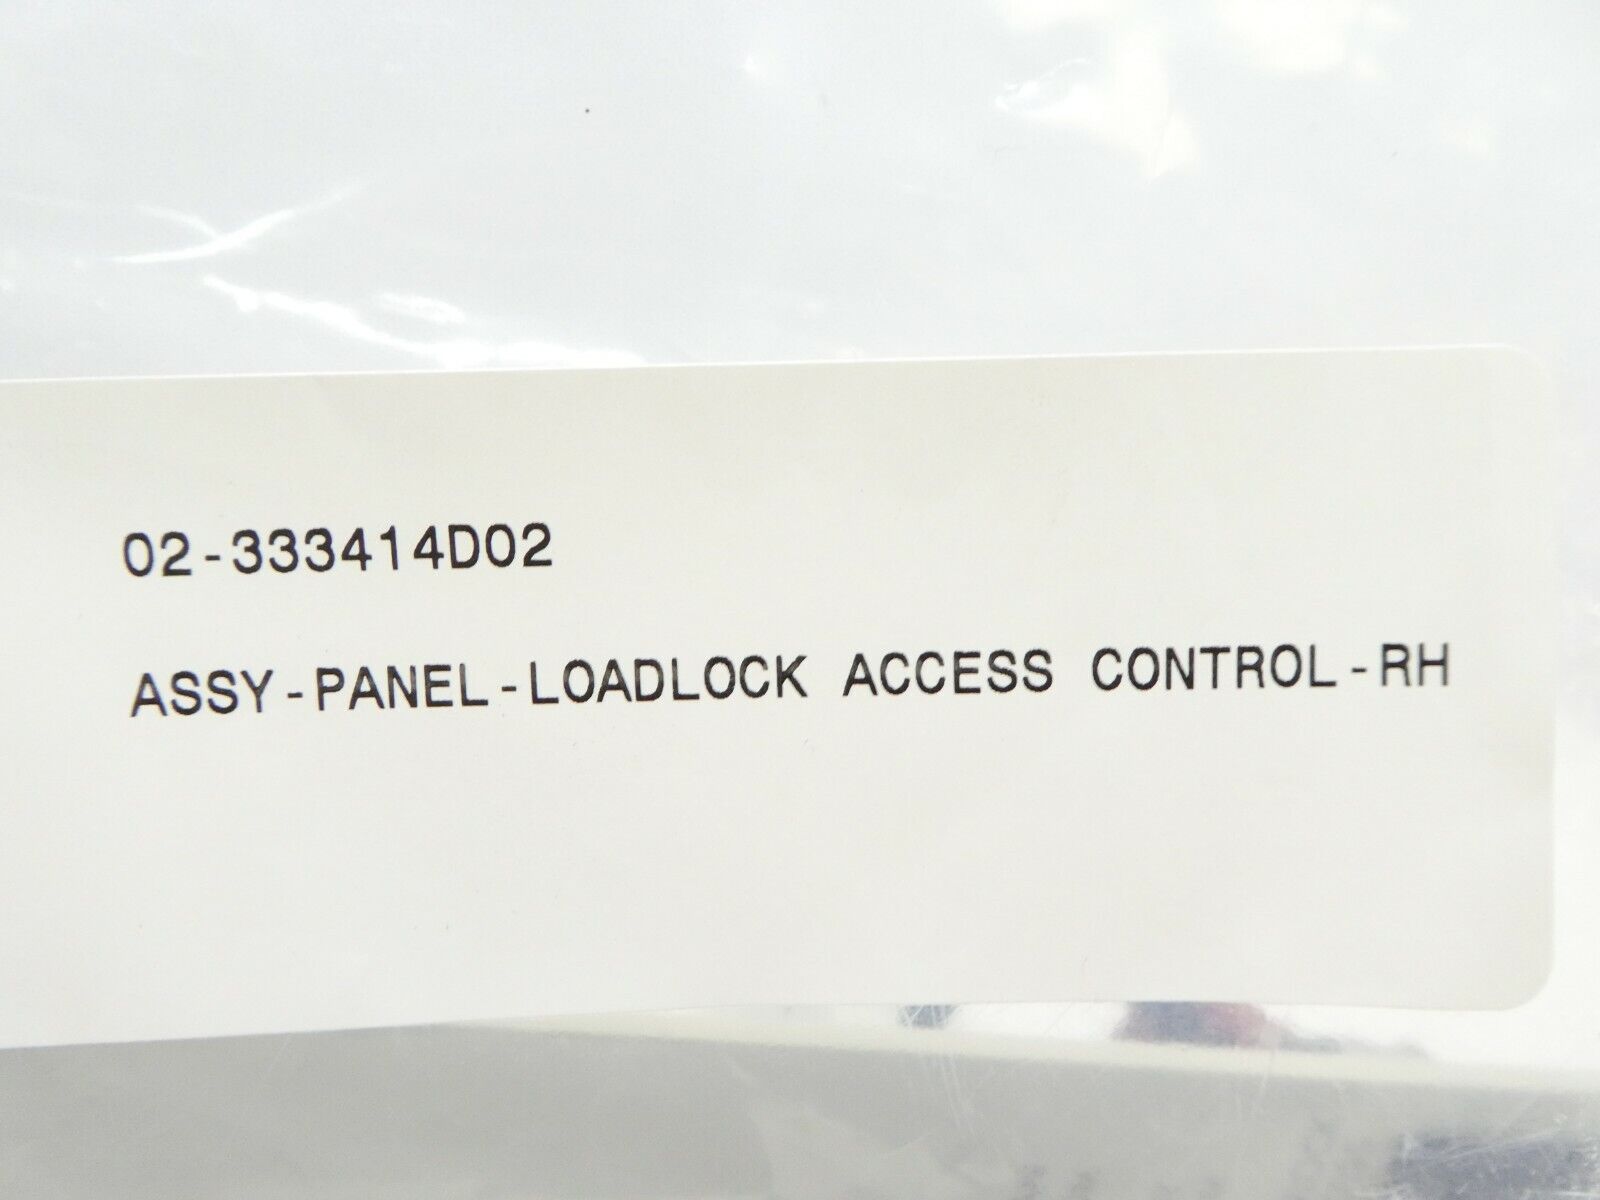 02-333414D02
ASSY-PANEL-LOADLOCK ACCESS CONTROL-RH